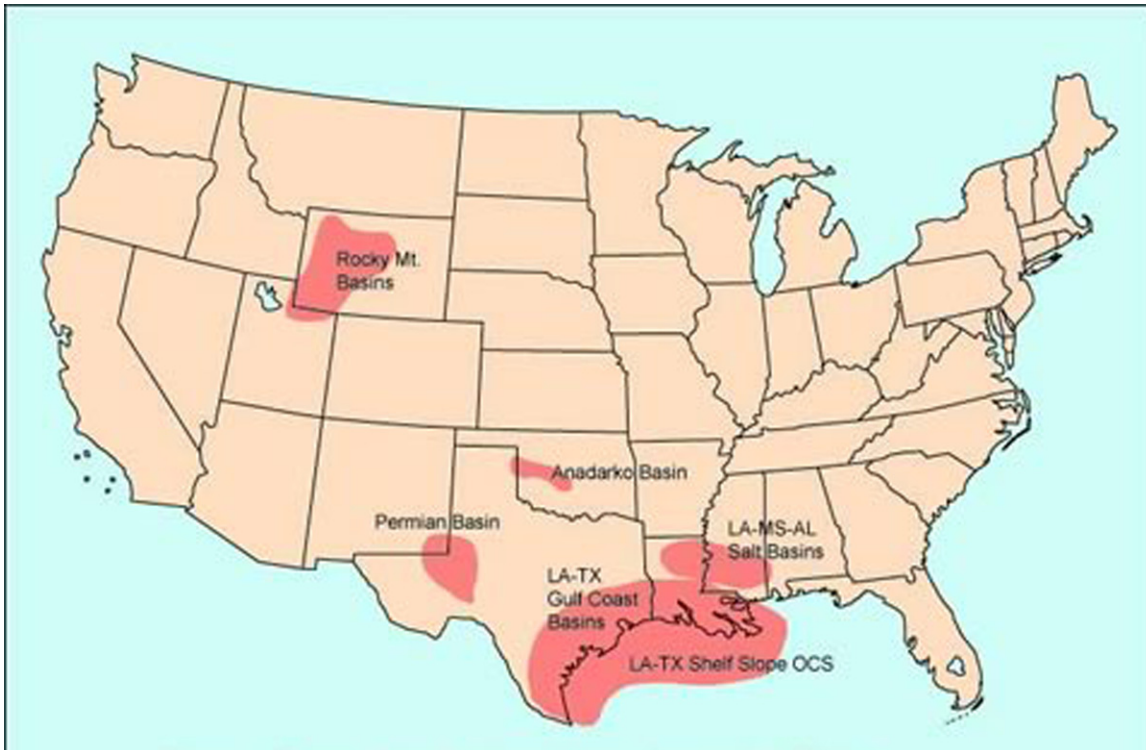 Rocky Mt.
Basins
Anadarko Basin
Permian Basin
LA-MS-AL
Salt Basins
LA-TX
Gulf Coast
Basins
LA-TX Shelf Slope OCS